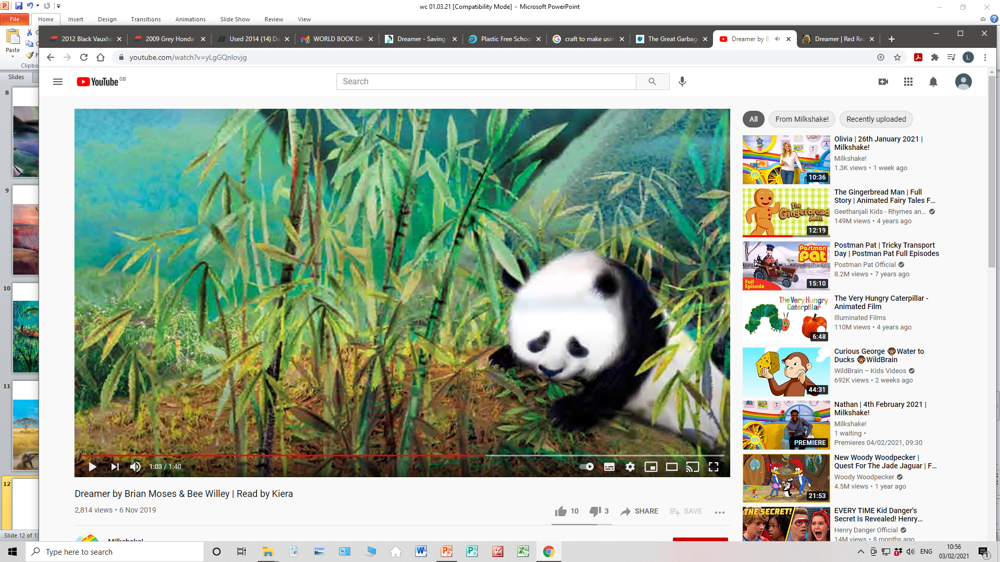 wc 01.03.21 [Compatibility Mode] - Microsoft PowerPoint
File Home Insert Design Transitions Animations Slide Show Review View
Paste
Clipbo
2012 Black Vauxha
2009 Grey Honda
Used 2014 (14) Da
WORLD BOOK DA
Dreamer - Saving
Plastic Free Schoo
craft to make usin
The Great Garbag
Dreamer by B
Dreamer | Red Rea
youtube.com/watch?v=yLgGQnIovjg
L
Slides
8
9
10
11
12
YouTube GB
Search
All
From Milkshake!
Recently uploaded
Olivia | 26th January 2021 |
Milkshake!
Milkshake!
1.3K views • 1 week ago
10:36
The Gingerbread Man | Full
Story | Animated Fairy Tales F...
Geethanjali Kids - Rhymes an...
149M views • 4 years ago
The Gingerbread Man
12:19
Postman Pat | Tricky Transport
Day | Postman Pat Full Episodes
Postman Pat Official
8.2M views • 7 years ago
Postman Pat
Full Episode
15:10
The Very Hungry Caterpillar -
Animated Film
Illuminated Films
110M views • 4 years ago
The Very Hungry
Caterpillar
6:48
Curious George 🐵Water to
Ducks 🐵WildBrain
WildBrain – Kids Videos
692K views • 2 weeks ago
44:31
Nathan | 4th February 2021 |
Milkshake!
Milkshake!
1 waiting •
Premieres 04/02/2021, 09:30
PREMIERE
New Woody Woodpecker |
Quest For The Jade Jaguar | F...
Woody Woodpecker
4.5M views • 1 year ago
21:53
EVERY TIME Kid Danger's
Secret Is Revealed! Henry...
Henry Danger Official
14M views • 8 months ago
THE SECRET!
1:03 / 1:40
Dreamer by Brian Moses & Bee Willey | Read by Kiera
2,814 views • 6 Nov 2019
10
3
SHARE
SAVE
Milkshake!
Slide 12 of 13
Type here to search
ENG
10:56
03/02/2021
1